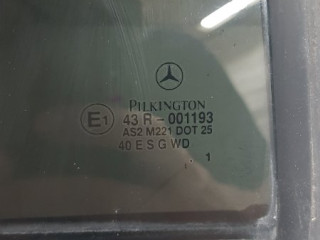 PILKINGTON
E1 43 R - 001193
AS2 M221 DOT 25
40 E S G WD
1